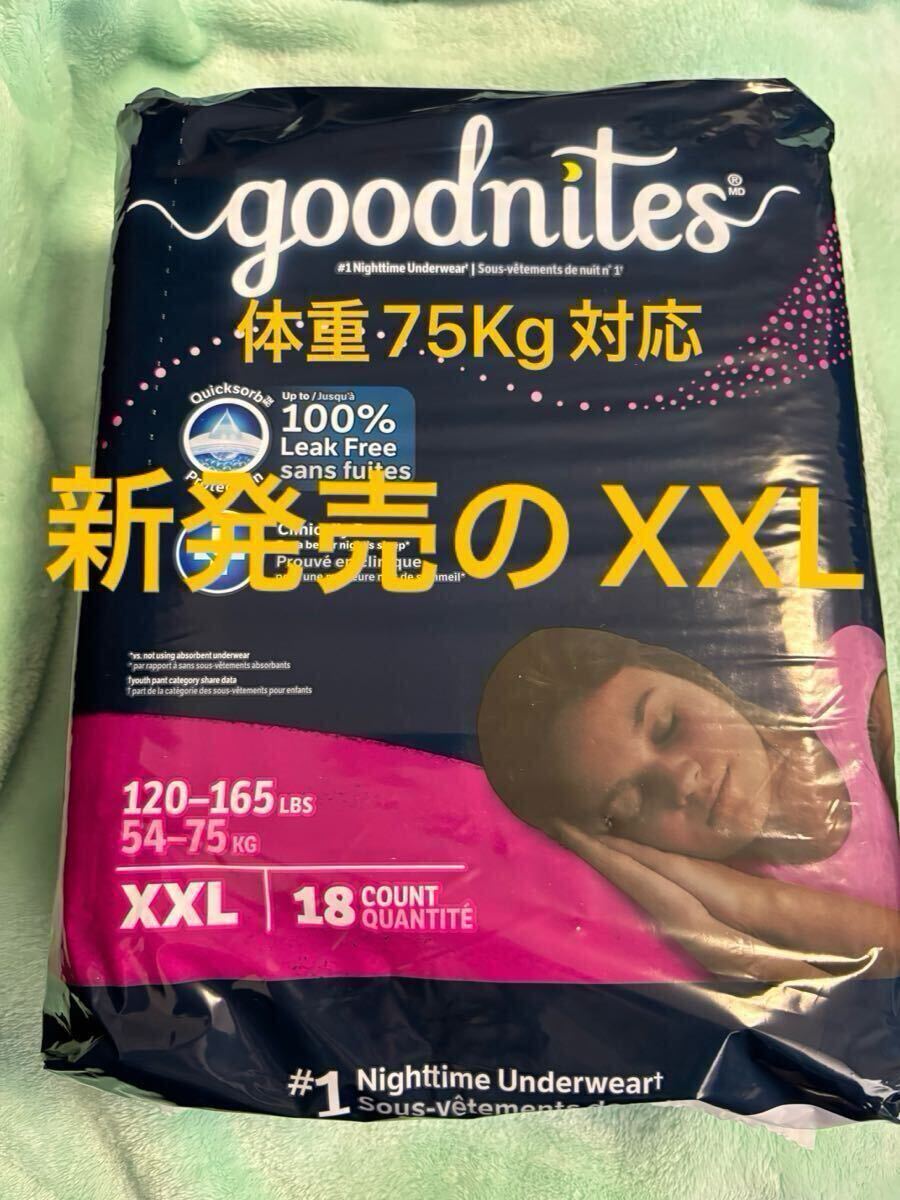 goodnites
®
MD
#1 Nighttime Underwear† | Sous-vêtements de nuit n° 1†
体重75Kg対応
Quicksorb
Up to / Jusqu'à
100%
Leak Free
sans fuites
新発売のXXL
Prouvé en clinique
*vs. not using absorbent underwear
*par rapport à sans sous-vêtements absorbants
†youth pant category share data
† part de la catégorie des sous-vêtements pour enfants
120–165 LBS
54–75 KG
XXL | 18 COUNT
QUANTITÉ
#1 Nighttime Underwear†
Sous-vêtements